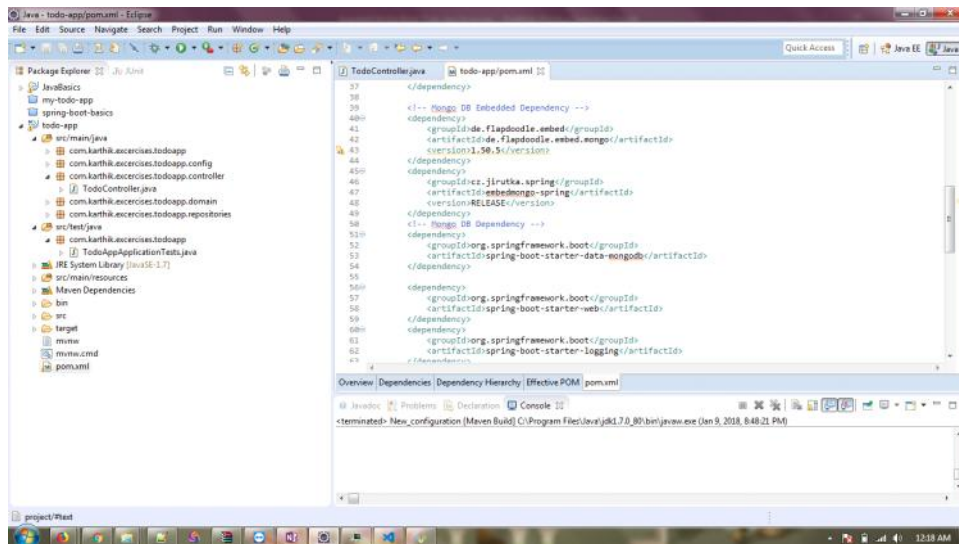 Java - todo-app/pom.xml - Eclipse
File Edit Source Navigate Search Project Run Window Help
Quick Access
Java EE
Java
Package Explorer
JUnit
JavaBasics
my-todo-app
spring-boot-basics
todo-app
src/main/java
com.karthik.excercises.todoapp
com.karthik.excercises.todoapp.config
com.karthik.excercises.todoapp.controller
TodoController.java
com.karthik.excercises.todoapp.domain
com.karthik.excercises.todoapp.repositories
src/test/java
com.karthik.excercises.todoapp
TodoAppApplicationTests.java
JRE System Library [JavaSE-1.7]
src/main/resources
Maven Dependencies
bin
src
target
mvnw
mvnw.cmd
pom.xml
TodoController.java
todo-app/pom.xml
37 </dependency>
38
39 <!-- Mongo DB Embedded Dependency -->
40 <dependency>
41 <groupId>de.flapdoodle.embed</groupId>
42 <artifactId>de.flapdoodle.embed.mongo</artifactId>
43 <version>1.50.5</version>
44 </dependency>
45 <dependency>
46 <groupId>cz.jirutka.spring</groupId>
47 <artifactId>embedmongo-spring</artifactId>
48 <version>RELEASE</version>
49 </dependency>
50 <!-- Mongo DB Dependency -->
51 <dependency>
52 <groupId>org.springframework.boot</groupId>
53 <artifactId>spring-boot-starter-data-mongodb</artifactId>
54 </dependency>
55
56 <dependency>
57 <groupId>org.springframework.boot</groupId>
58 <artifactId>spring-boot-starter-web</artifactId>
59 </dependency>
60 <dependency>
61 <groupId>org.springframework.boot</groupId>
62 <artifactId>spring-boot-starter-logging</artifactId>
63 </dependency>
Overview Dependencies Dependency Hierarchy Effective POM pom.xml
Javadoc Problems Declaration Console
<terminated> New_configuration [Maven Build] C:\Program Files\Java\jdk1.7.0_80\bin\javaw.exe (Jan 9, 2018, 8:48:21 PM)
project/#text
12:18 AM